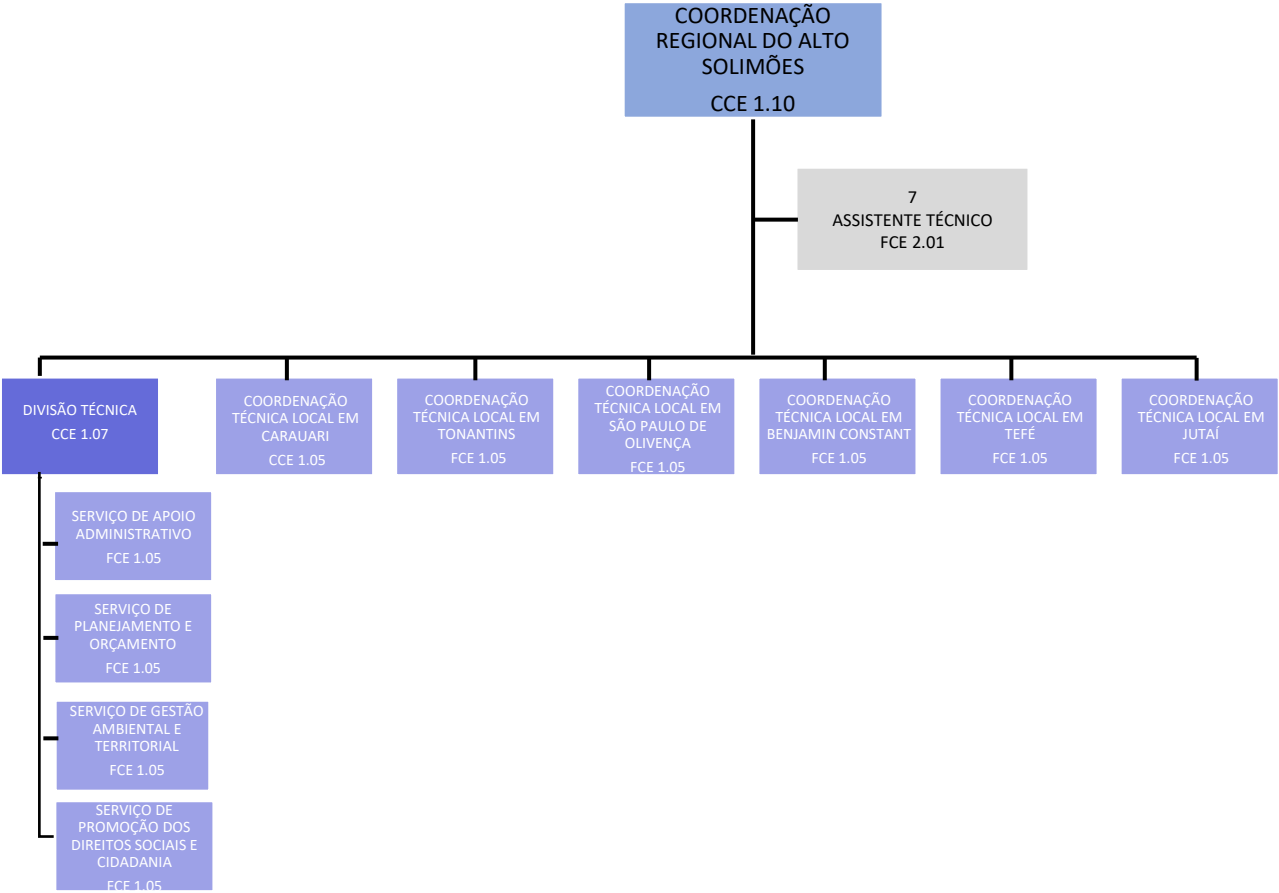 COORDENAÇÃO
REGIONAL DO ALTO
SOLIMÕES
CCE 1.10
7
ASSISTENTE TÉCNICO
FCE 2.01
DIVISÃO TÉCNICA
CCE 1.07
COORDENAÇÃO
TÉCNICA LOCAL EM
CARAUARI
CCE 1.05
COORDENAÇÃO
TÉCNICA LOCAL EM
TONANTINS
FCE 1.05
COORDENAÇÃO
TÉCNICA LOCAL EM
SÃO PAULO DE
OLIVENÇA
FCE 1.05
COORDENAÇÃO
TÉCNICA LOCAL EM
BENJAMIN CONSTANT
FCE 1.05
COORDENAÇÃO
TÉCNICA LOCAL EM
TEFÉ
FCE 1.05
COORDENAÇÃO
TÉCNICA LOCAL EM
JUTAÍ
FCE 1.05
SERVIÇO DE APOIO
ADMINISTRATIVO
FCE 1.05
SERVIÇO DE
PLANEJAMENTO E
ORÇAMENTO
FCE 1.05
SERVIÇO DE GESTÃO
AMBIENTAL E
TERRITORIAL
FCE 1.05
SERVIÇO DE
PROMOÇÃO DOS
DIREITOS SOCIAIS E
CIDADANIA
FCE 1.05